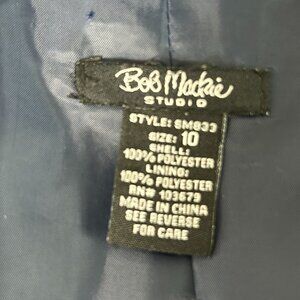 Bob Mackie
STUDIO
STYLE: SM833
SIZE: 10
SHELL:
100% POLYESTER
LINING:
100% POLYESTER
RN# 103679
MADE IN CHINA
SEE REVERSE
FOR CARE